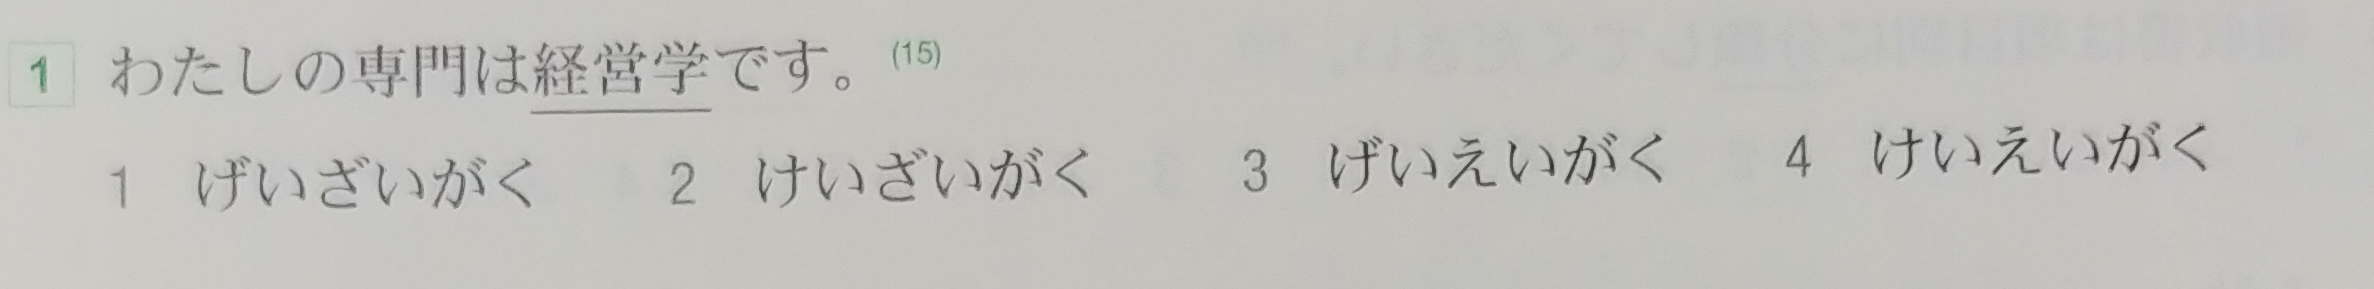 1 わたしの専門は経営学です。(15)
1 げいざいがく 2 けいざいがく 3 げいえいがく 4 けいえいがく